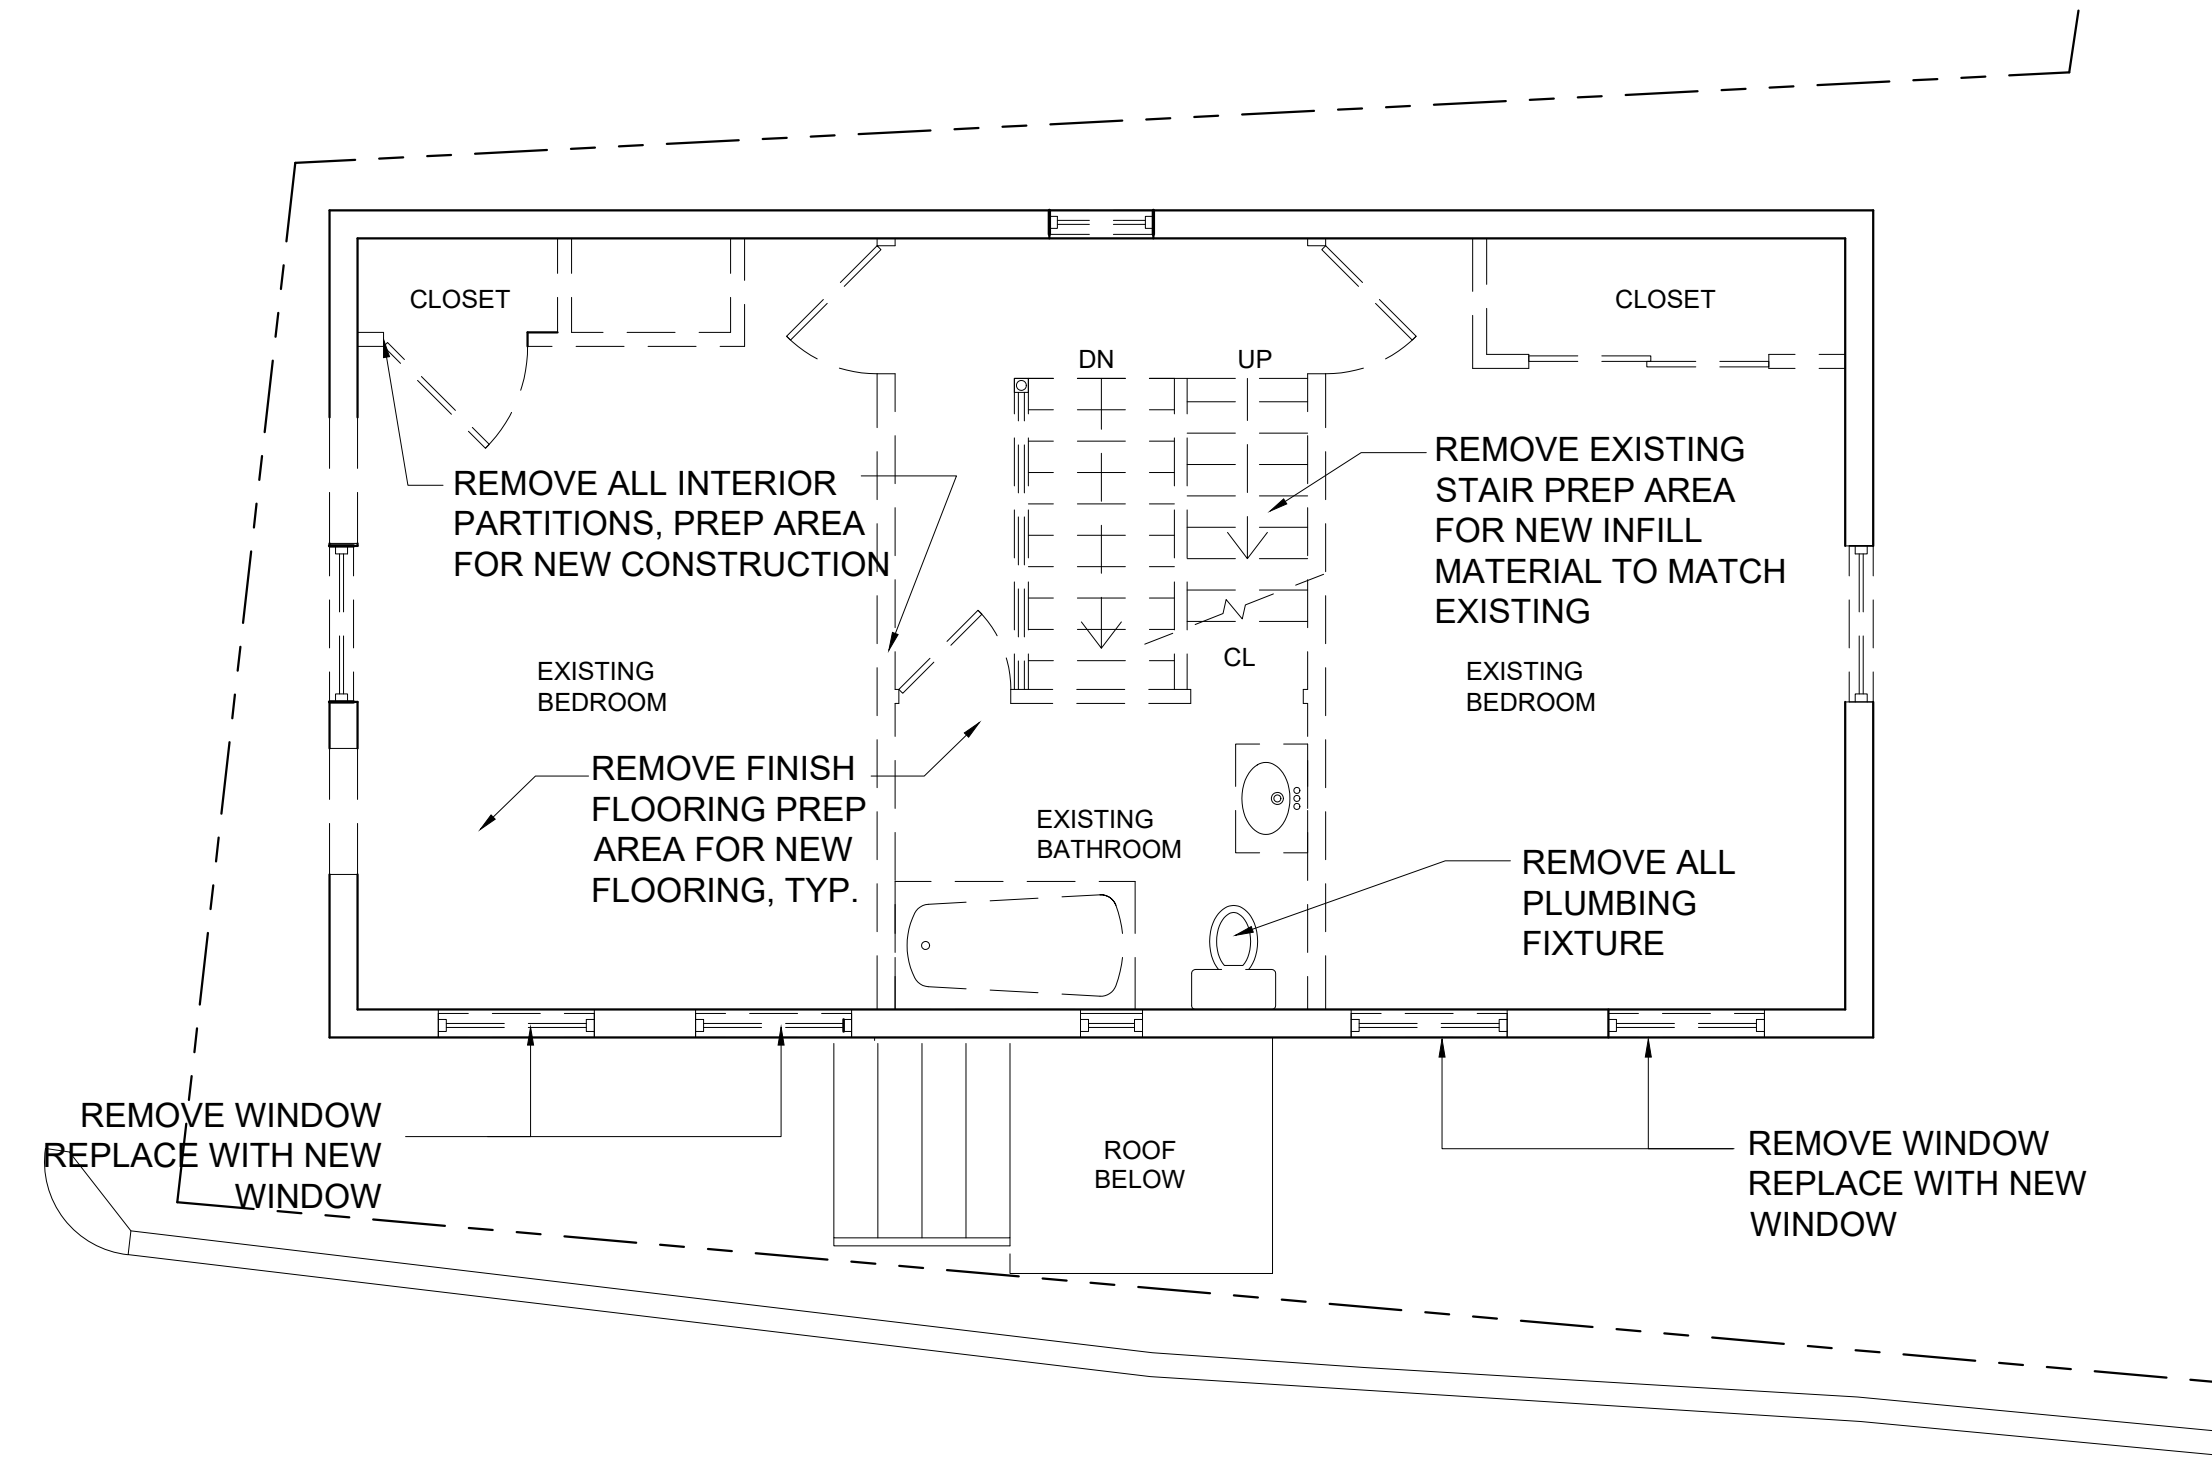 CLOSET
CLOSET
DN
UP
REMOVE ALL INTERIOR
PARTITIONS, PREP AREA
FOR NEW CONSTRUCTION
REMOVE EXISTING
STAIR PREP AREA
FOR NEW INFILL
MATERIAL TO MATCH
EXISTING
CL
EXISTING
BEDROOM
EXISTING
BEDROOM
REMOVE FINISH
FLOORING PREP
AREA FOR NEW
FLOORING, TYP.
EXISTING
BATHROOM
REMOVE ALL
PLUMBING
FIXTURE
REMOVE WINDOW
REPLACE WITH NEW
WINDOW
ROOF
BELOW
REMOVE WINDOW
REPLACE WITH NEW
WINDOW